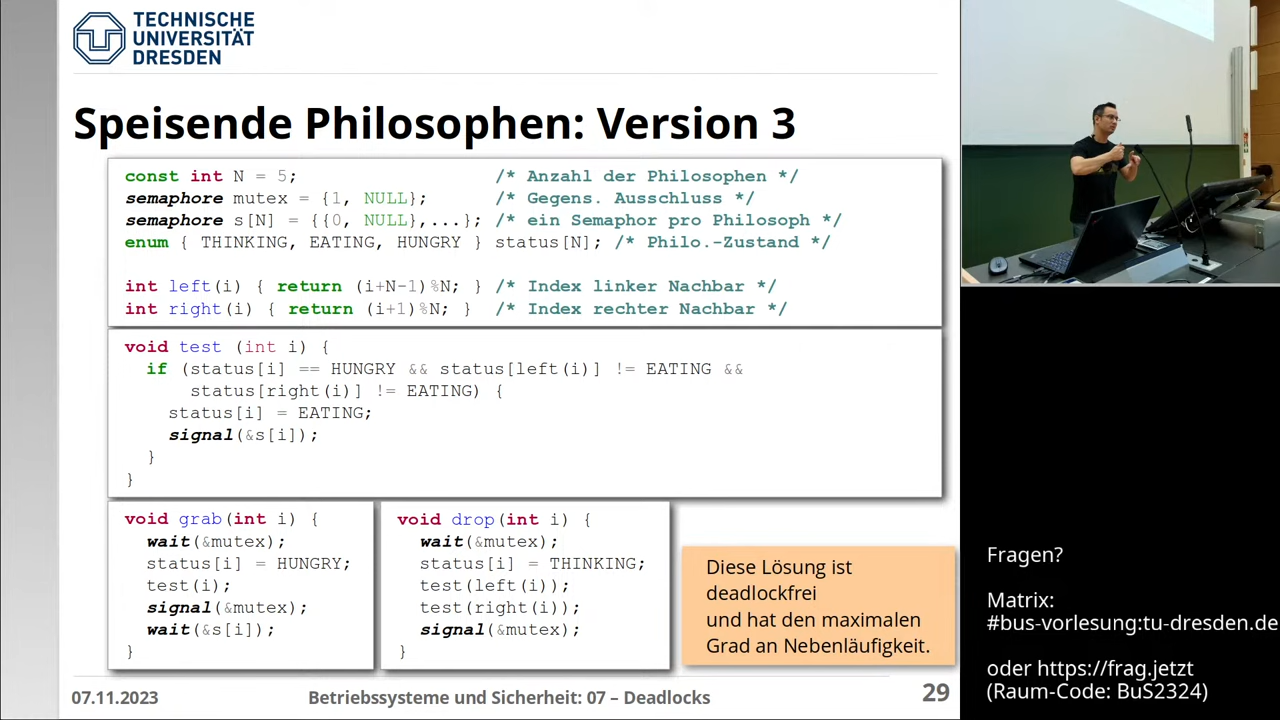 TECHNISCHE
UNIVERSITÄT
DRESDEN
Speisende Philosophen: Version 3
const int N = 5; /* Anzahl der Philosophen */
semaphore mutex = {1, NULL}; /* Gegens. Ausschluss */
semaphore s[N] = {{0, NULL},...}; /* ein Semaphor pro Philosoph */
enum { THINKING, EATING, HUNGRY } status[N]; /* Philo.-Zustand */
int left(i) { return (i+N-1)%N; } /* Index linker Nachbar */
int right(i) { return (i+1)%N; } /* Index rechter Nachbar */
void test (int i) {
if (status[i] == HUNGRY && status[left(i)] != EATING &&
status[right(i)] != EATING) {
status[i] = EATING;
signal(&s[i]);
}
}
void grab(int i) {
wait(&mutex);
status[i] = HUNGRY;
test(i);
signal(&mutex);
wait(&s[i]);
}
void drop(int i) {
wait(&mutex);
status[i] = THINKING;
test(left(i));
test(right(i));
signal(&mutex);
}
Diese Lösung ist
deadlockfrei
und hat den maximalen
Grad an Nebenläufigkeit.
07.11.2023 Betriebssysteme und Sicherheit: 07 – Deadlocks 29
Fragen?
Matrix:
#bus-vorlesung:tu-dresden.de
oder https://frag.jetzt
(Raum-Code: BuS2324)